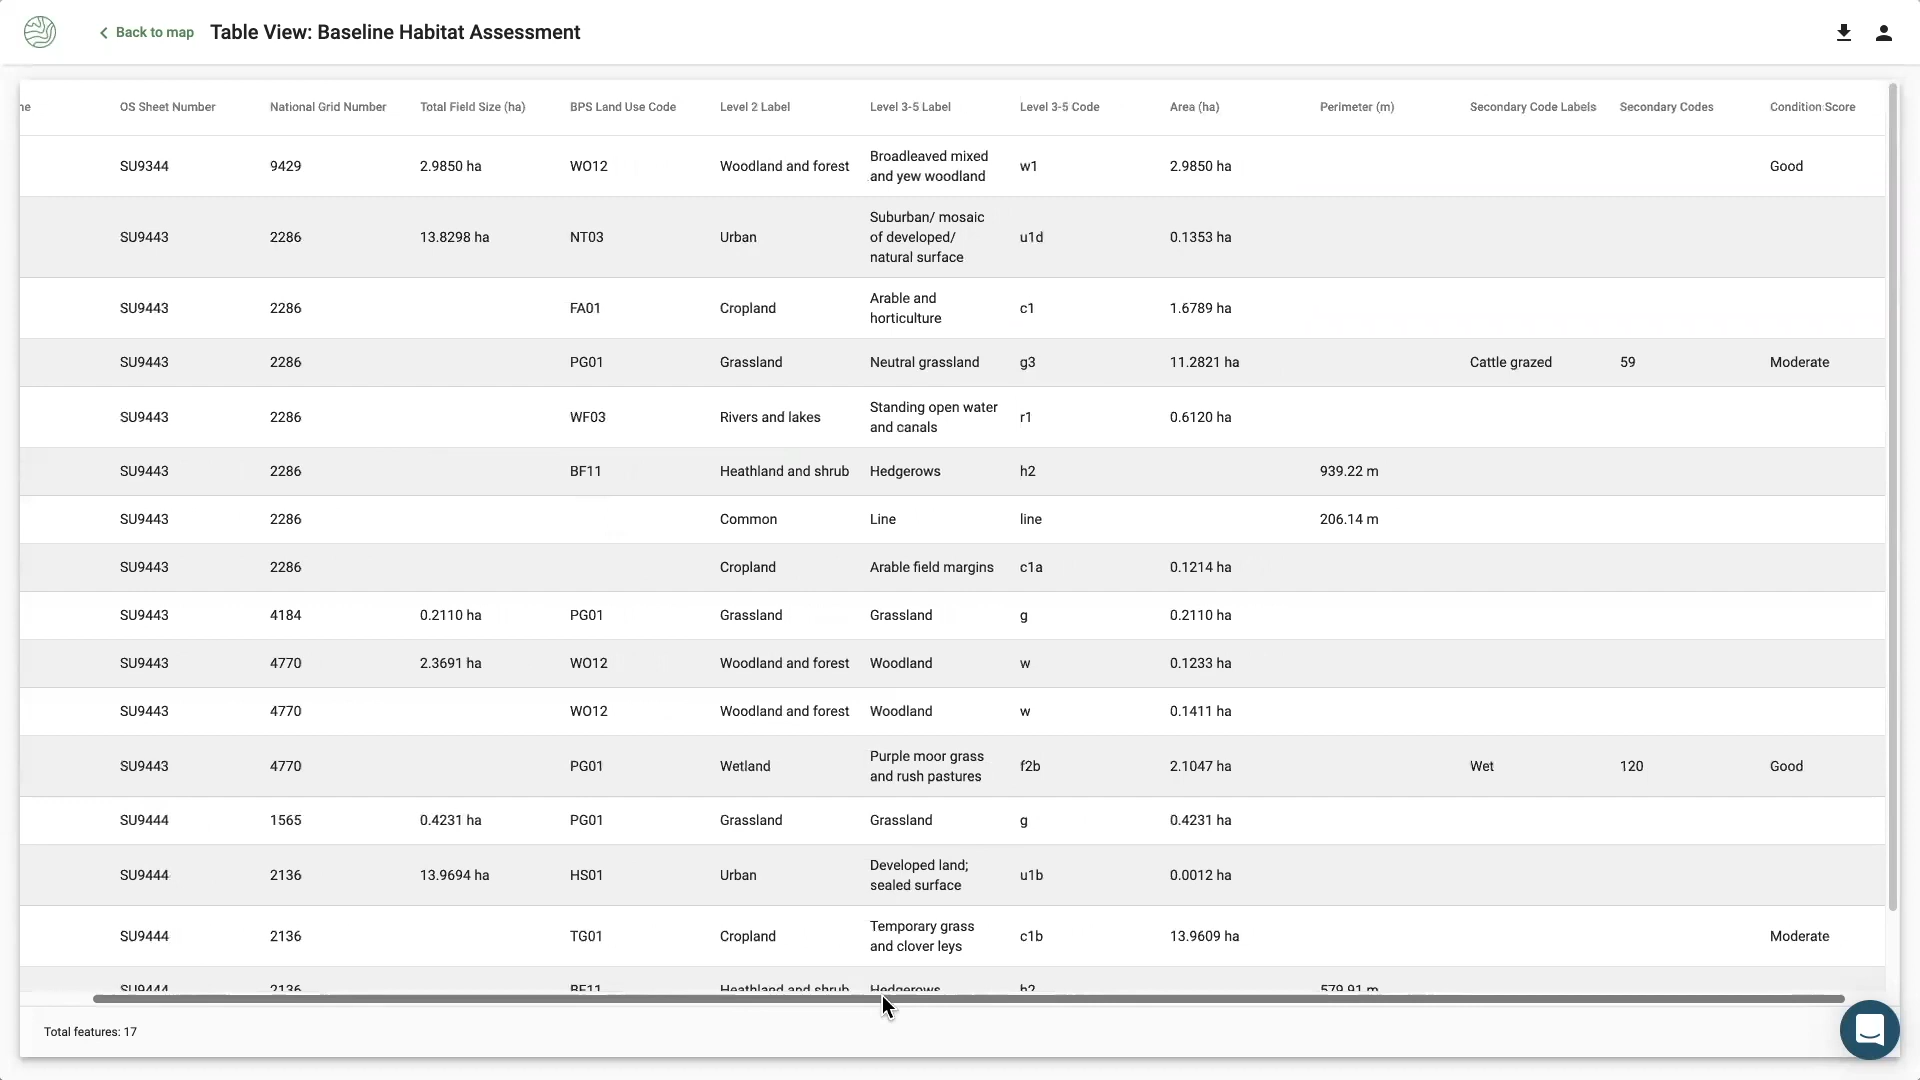 Back to map Table View: Baseline Habitat Assessment
ne OS Sheet Number National Grid Number Total Field Size (ha) BPS Land Use Code Level 2 Label Level 3-5 Label Level 3-5 Code Area (ha) Perimeter (m) Secondary Code Labels Secondary Codes Condition Score
SU9344 9429 2.9850 ha WO12 Woodland and forest Broadleaved mixed
and yew woodland w1 2.9850 ha Good
SU9443 2286 13.8298 ha NT03 Urban Suburban/ mosaic
of developed/
natural surface u1d 0.1353 ha
SU9443 2286 FA01 Cropland Arable and
horticulture c1 1.6789 ha
SU9443 2286 PG01 Grassland Neutral grassland g3 11.2821 ha Cattle grazed 59 Moderate
SU9443 2286 WF03 Rivers and lakes Standing open water
and canals r1 0.6120 ha
SU9443 2286 BF11 Heathland and shrub Hedgerows h2 939.22 m
SU9443 2286 Common Line line 206.14 m
SU9443 2286 Cropland Arable field margins c1a 0.1214 ha
SU9443 4184 0.2110 ha PG01 Grassland Grassland g 0.2110 ha
SU9443 4770 2.3691 ha WO12 Woodland and forest Woodland w 0.1233 ha
SU9443 4770 WO12 Woodland and forest Woodland w 0.1411 ha
SU9443 4770 PG01 Wetland Purple moor grass
and rush pastures f2b 2.1047 ha Wet 120 Good
SU9444 1565 0.4231 ha PG01 Grassland Grassland g 0.4231 ha
SU9444 2136 13.9694 ha HS01 Urban Developed land;
sealed surface u1b 0.0012 ha
SU9444 2136 TG01 Cropland Temporary grass
and clover leys c1b 13.9609 ha Moderate
SU9444 2136 BF11 Heathland and shrub Hedgerows h2 579.91 m
Total features: 17